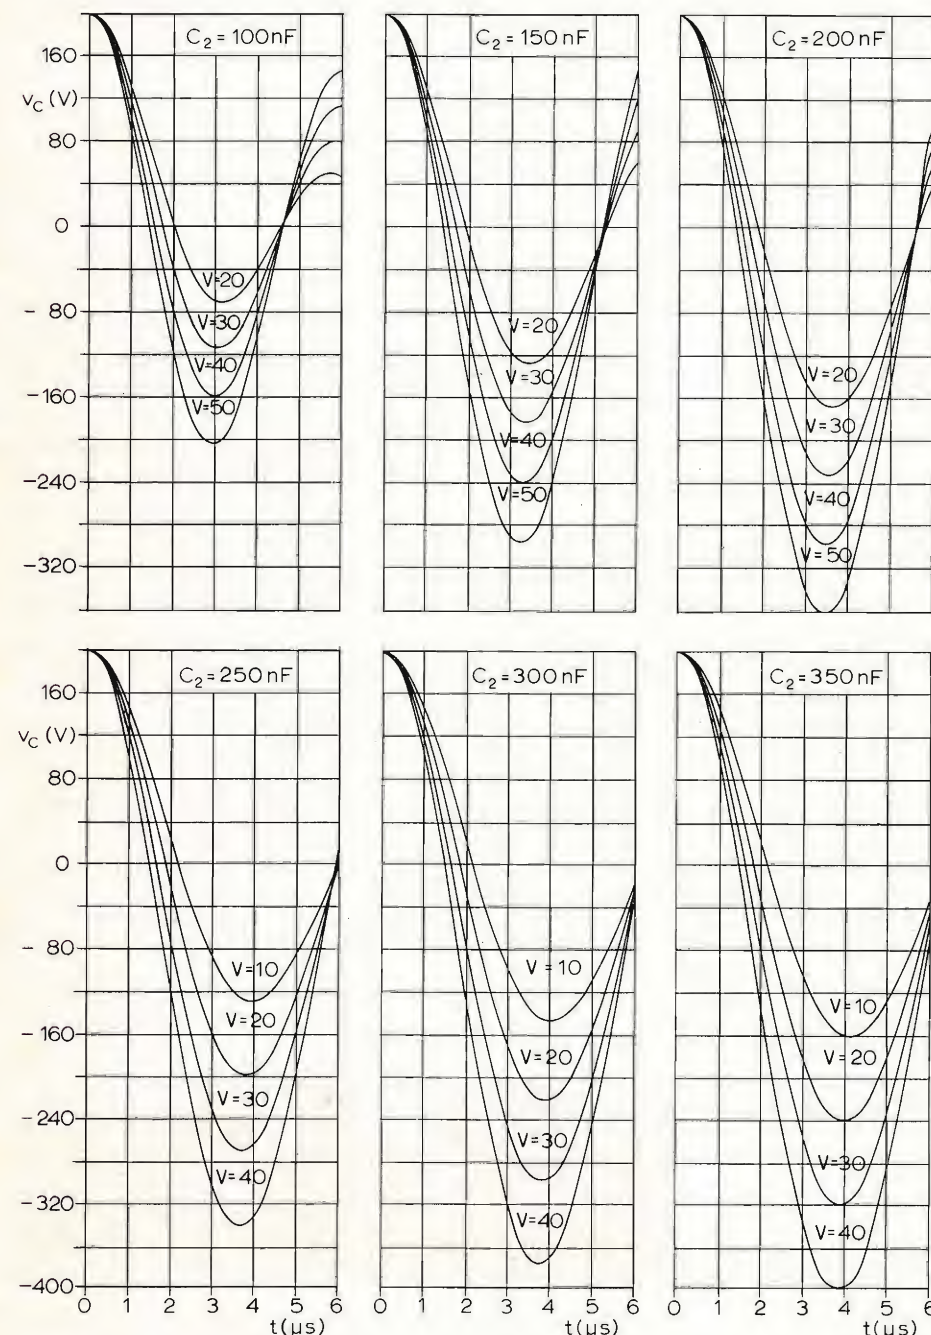 C₂ = 100 nF
C₂ = 150 nF
C₂ = 200 nF
160
v_C (V)
80
0
− 80
−160
−240
−320
V=20
V=30
V=40
V=50
V=20
V=30
V=40
V=50
V=20
V=30
V=40
V=50
C₂ = 250 nF
C₂ = 300 nF
C₂ = 350 nF
160
v_C (V)
80
0
− 80
−160
−240
−320
−400
V=10
V=20
V=30
V=40
V=10
V=20
V=30
V=40
V=10
V=20
V=30
V=40
0 1 2 3 4 5 6
t(μs)
0 1 2 3 4 5 6
t(μs)
0 1 2 3 4 5 6
t(μs)